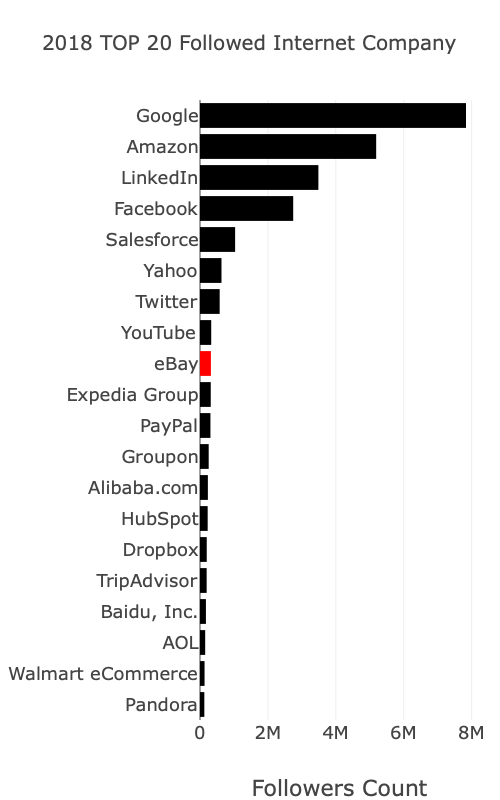 2018 TOP 20 Followed Internet Company
Google
Amazon
LinkedIn
Facebook
Salesforce
Yahoo
Twitter
YouTube
eBay
Expedia Group
PayPal
Groupon
Alibaba.com
HubSpot
Dropbox
TripAdvisor
Baidu, Inc.
AOL
Walmart eCommerce
Pandora
0 2M 4M 6M 8M
Followers Count